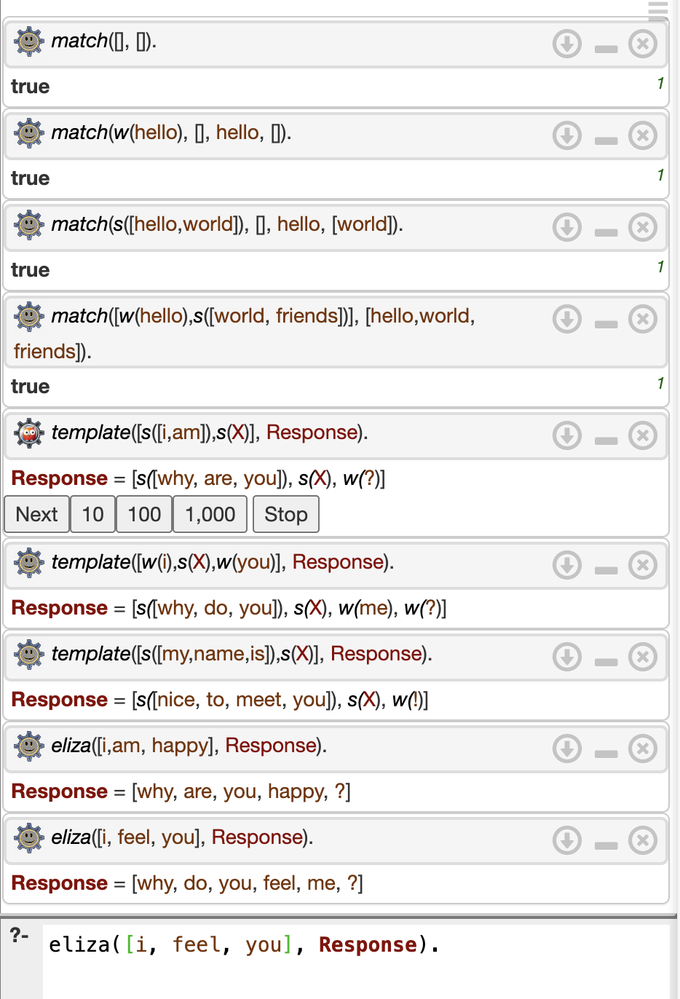 match([], []).
true
1
match(w(hello), [], hello, []).
true
1
match(s([hello,world]), [], hello, [world]).
true
1
match([w(hello),s([world, friends])], [hello,world,
friends]).
true
1
template([s([i,am]),s(X)], Response).
Response = [s([why, are, you]), s(X), w(?)]
Next 10 100 1,000 Stop
template([w(i),s(X),w(you)], Response).
Response = [s([why, do, you]), s(X), w(me), w(?)]
template([s([my,name,is]),s(X)], Response).
Response = [s([nice, to, meet, you]), s(X), w(!)]
eliza([i,am, happy], Response).
Response = [why, are, you, happy, ?]
eliza([i, feel, you], Response).
Response = [why, do, you, feel, me, ?]
?- eliza([i, feel, you], Response).